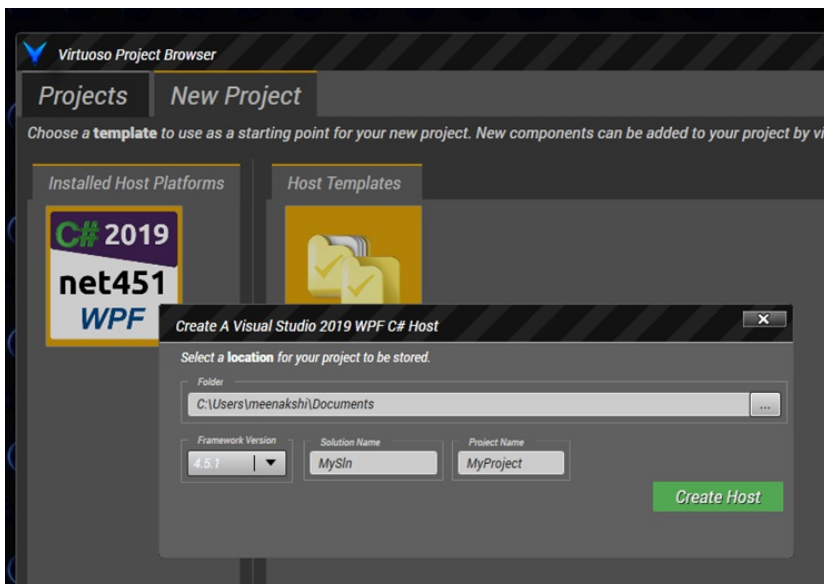 Virtuoso Project Browser
Projects New Project
Choose a template to use as a starting point for your new project. New components can be added to your project by vi
Installed Host Platforms Host Templates
C# 2019
net451
WPF
Create A Visual Studio 2019 WPF C# Host X
Select a location for your project to be stored.
Folder
C:\Users\meenakshi\Documents ...
Framework Version Solution Name Project Name
4.5.1 MySln MyProject
Create Host